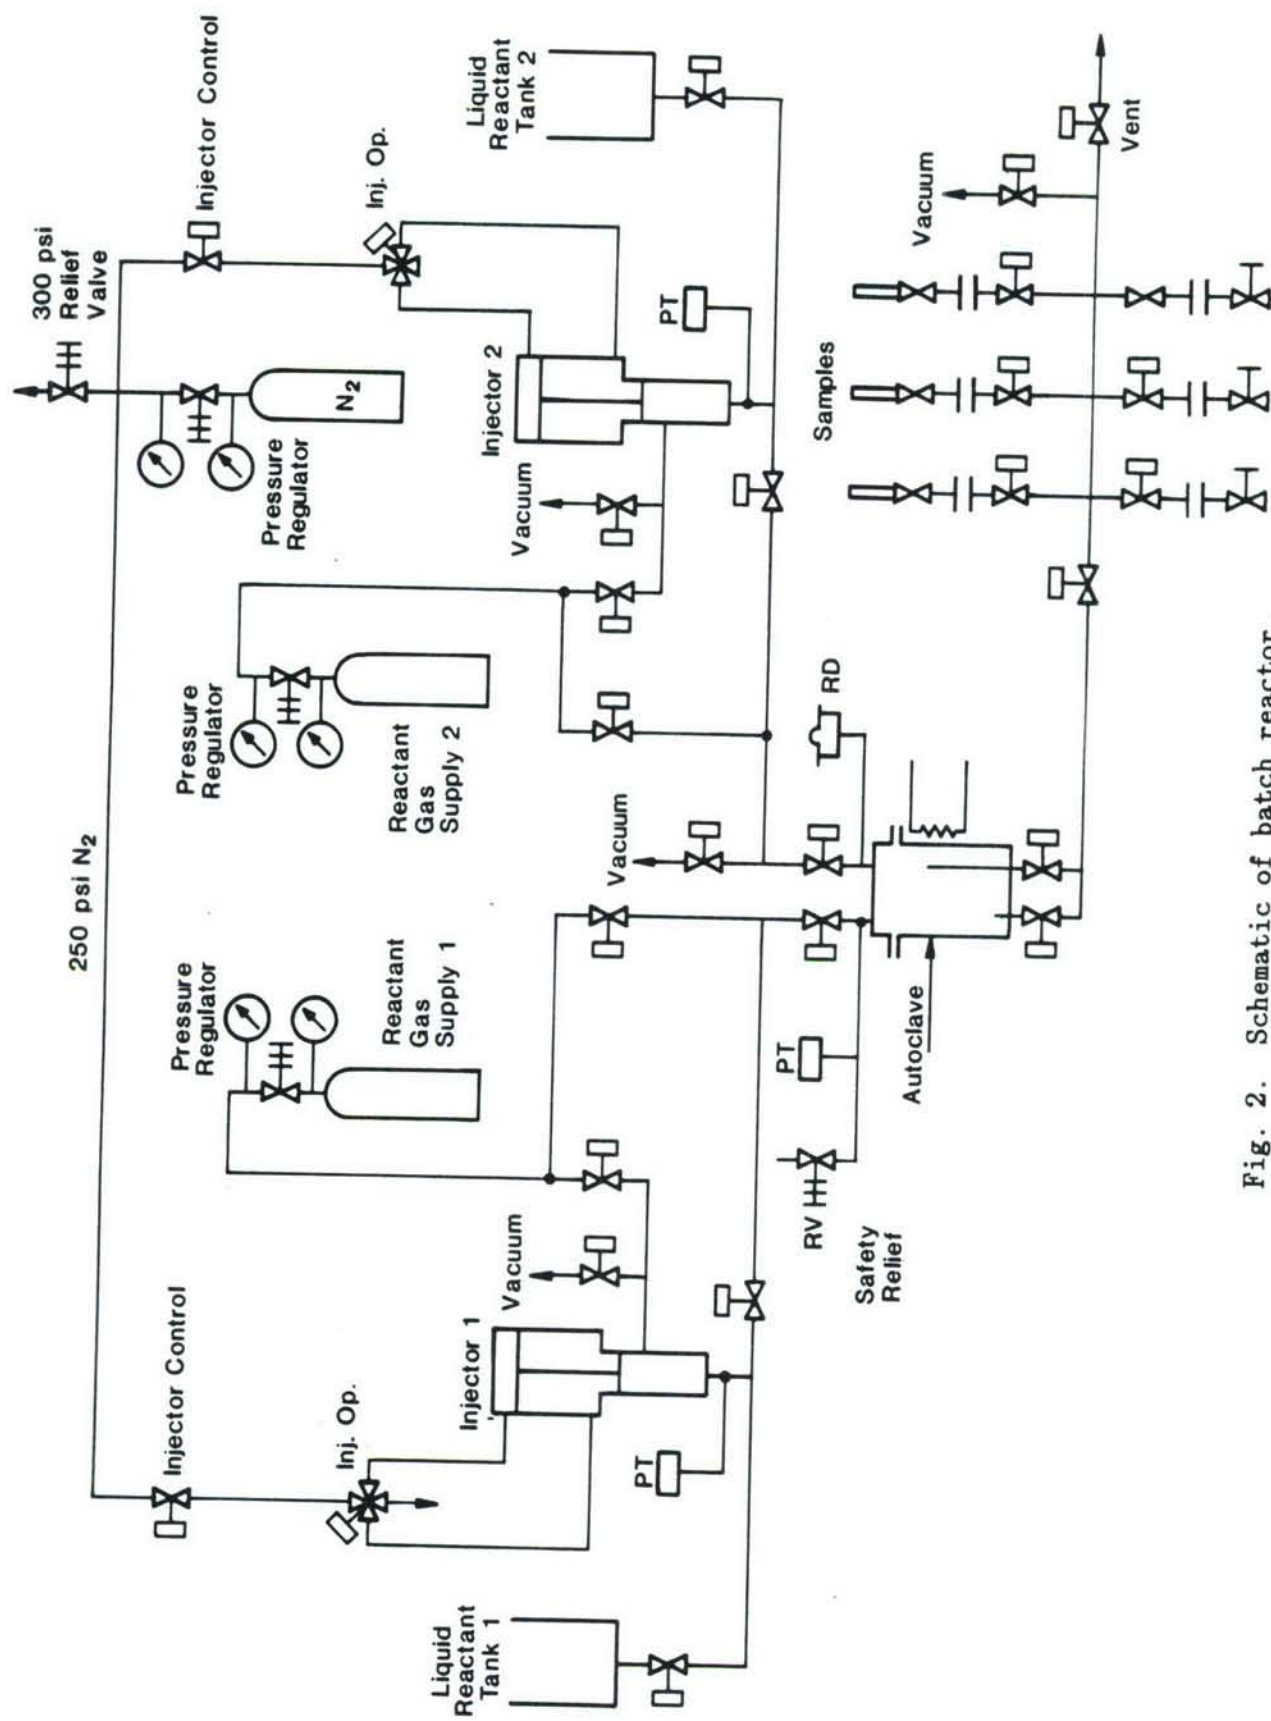 250 psi N2
Injector Control
Inj. Op.
Liquid
Reactant
Tank 1
Injector 1
PT
Vacuum
Pressure
Regulator
Reactant
Gas
Supply 1
Pressure
Regulator
Reactant
Gas
Supply 2
Pressure
Regulator
N2
300 psi
Relief
Valve
Injector Control
Inj. Op.
Injector 2
Vacuum
PT
Liquid
Reactant
Tank 2
Vacuum
RD
PT
RV
Safety
Relief
Autoclave
Samples
Vacuum
Vent
Fig. 2. Schematic of batch reactor